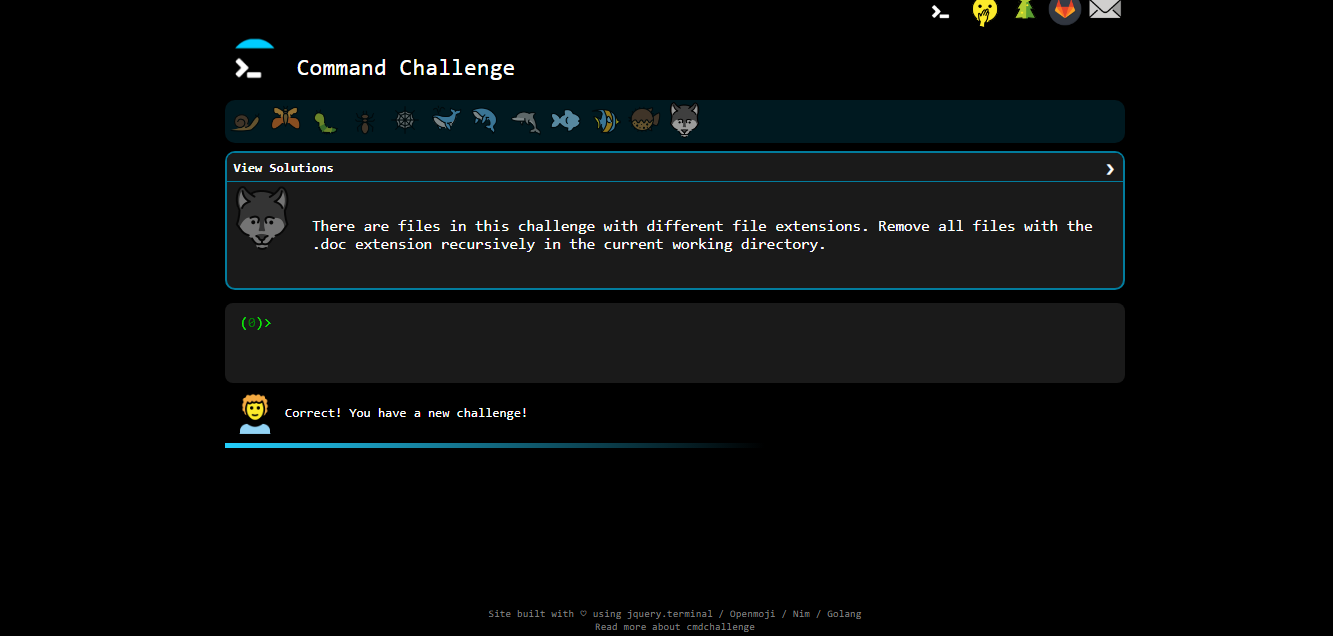 Command Challenge
View Solutions
There are files in this challenge with different file extensions. Remove all files with the
.doc extension recursively in the current working directory.
(0)>
Correct! You have a new challenge!
Site built with ♡ using jquery.terminal / Openmoji / Nim / Golang
Read more about cmdchallenge